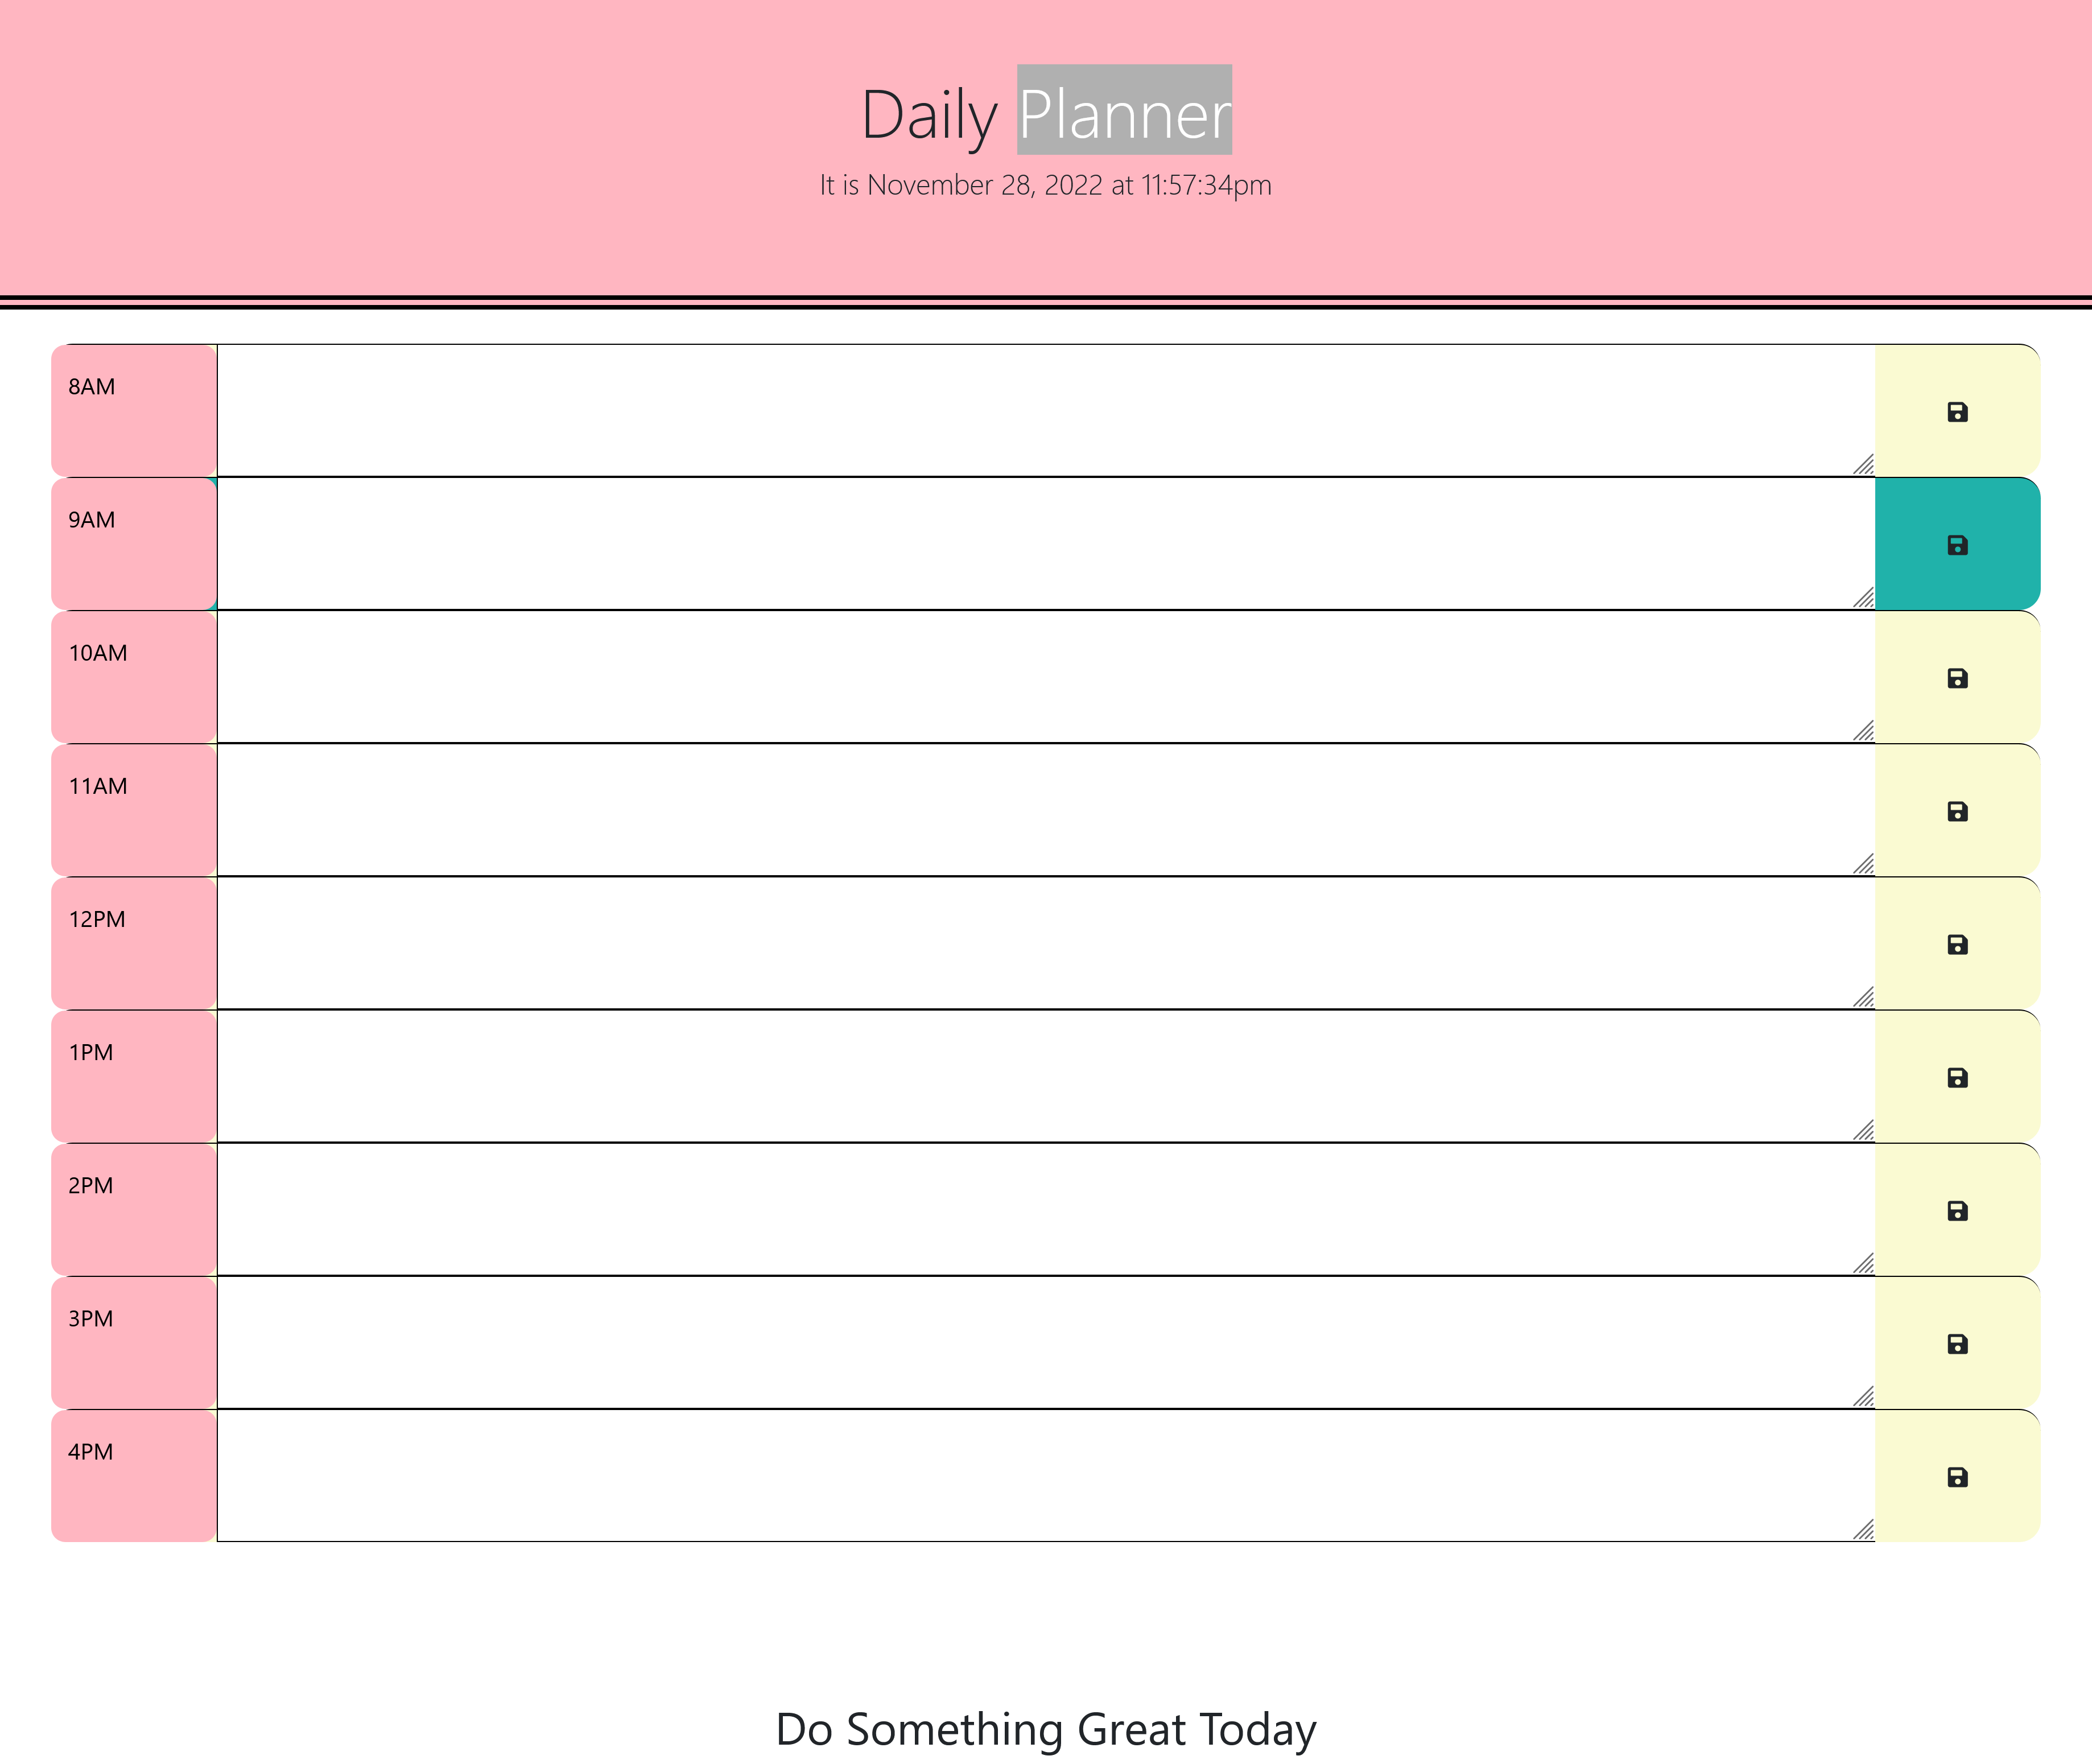 Daily Planner
It is November 28, 2022 at 11:57:34pm
8AM
9AM
10AM
11AM
12PM
1PM
2PM
3PM
4PM
Do Something Great Today